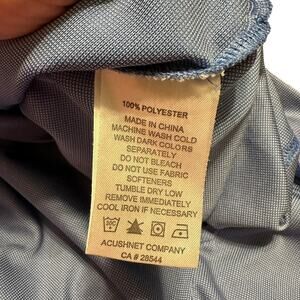 100% POLYESTER
MADE IN CHINA
MACHINE WASH COLD
WASH DARK COLORS
SEPARATELY
DO NOT BLEACH
DO NOT USE FABRIC
SOFTENERS
TUMBLE DRY LOW
REMOVE IMMEDIATELY
COOL IRON IF NECESSARY
ACUSHNET COMPANY
CA # 28544